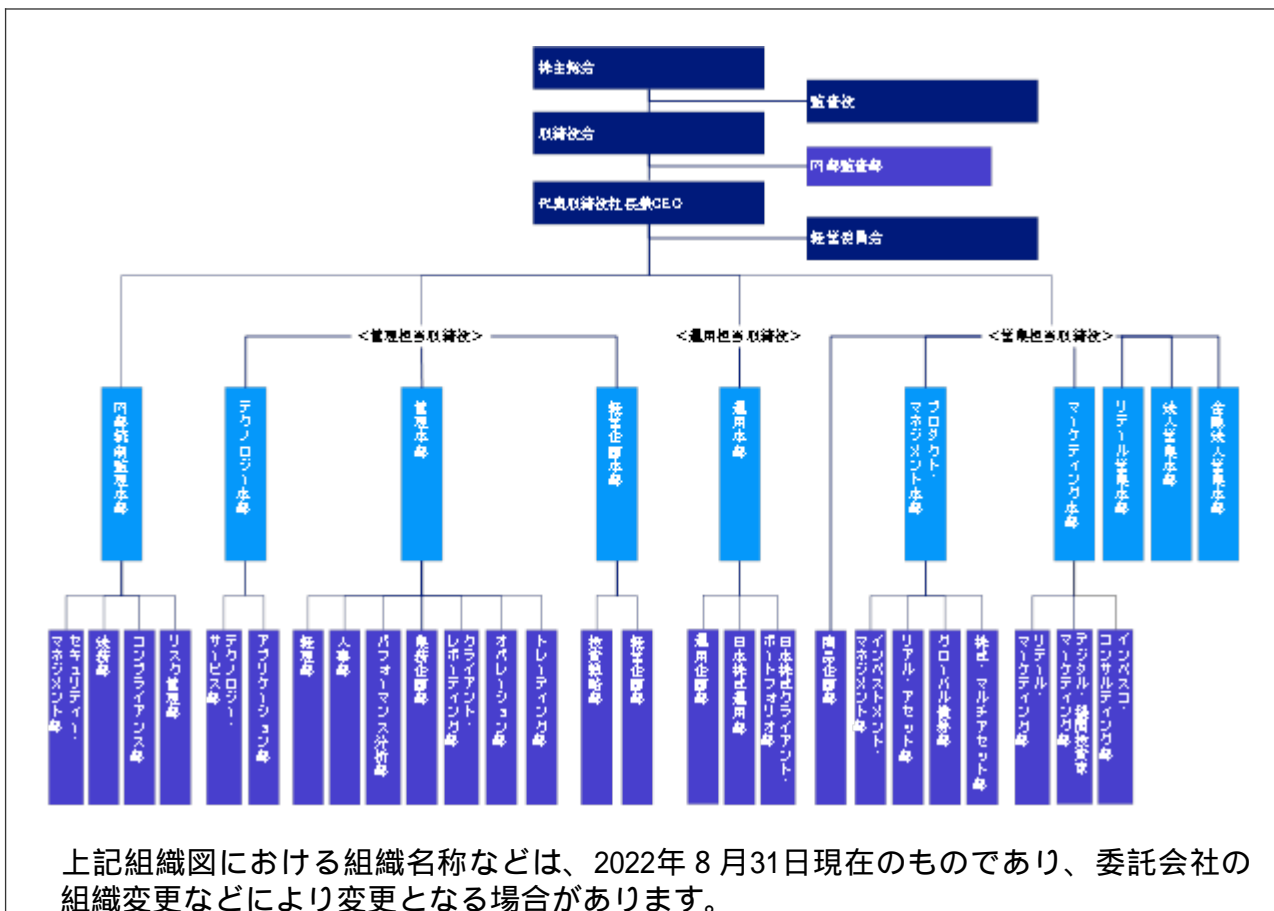 株主総会
監査役
取締役会
内部監査部
代表取締役社長兼CEO
経営委員会
＜管理担当取締役＞
＜運用担当取締役＞
＜営業担当取締役＞
内部統制監理本部
テクノロジー本部
管理本部
経営企画本部
運用本部
プロダクト・
マネジメント本部
マーケティング本部
リテール営業本部
法人営業本部
金融法人営業本部
セキュリティー・
マネジメント部
法務部
コンプライアンス部
リスク管理部
テクノロジー・
サービス部
アプリケーション部
経理部
人事部
パフォーマンス分析部
業務企画部
クライアント・
レポーティング部
オペレーション部
トレーディング部
政策戦略部
経営企画部
運用企画部
日本株式運用部
日本株式クライアント・
ポートフォリオ部
商品企画部
インベストメント・
マネジメント部
リアル・アセット部
グローバル債券部
株式・マルチアセット部
リテール・
マーケティング部
デジタル・機関投資家
マーケティング部
インベスコ・
コンサルティング部
上記組織図における組織名称などは、2022年８月31日現在のものであり、委託会社の
組織変更などにより変更となる場合があります。